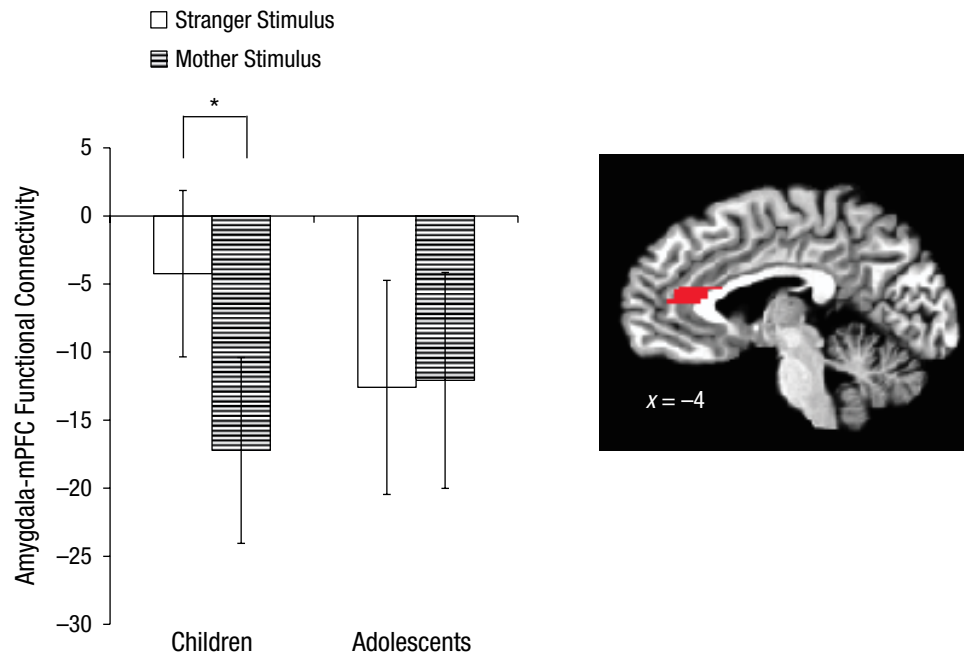 Stranger Stimulus
Mother Stimulus
*
Amygdala-mPFC Functional Connectivity
5
0
–5
–10
–15
–20
–25
–30
Children Adolescents
x = –4